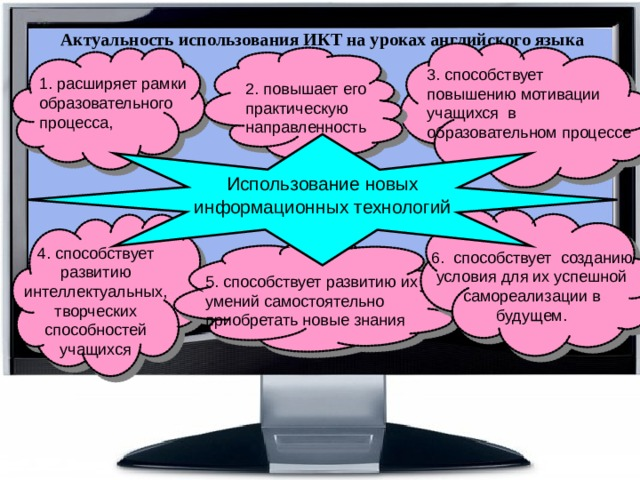 Актуальность использования ИКТ на уроках английского языка
1. расширяет рамки
образовательного
процесса,
2. повышает его
практическую
направленность
3. способствует
повышению мотивации
учащихся в
образовательном процессе
Использование новых
информационных технологий
4. способствует
развитию
интеллектуальных,
творческих
способностей
учащихся
5. способствует развитию их
умений самостоятельно
приобретать новые знания
6. способствует созданию
условия для их успешной
самореализации в
будущем.